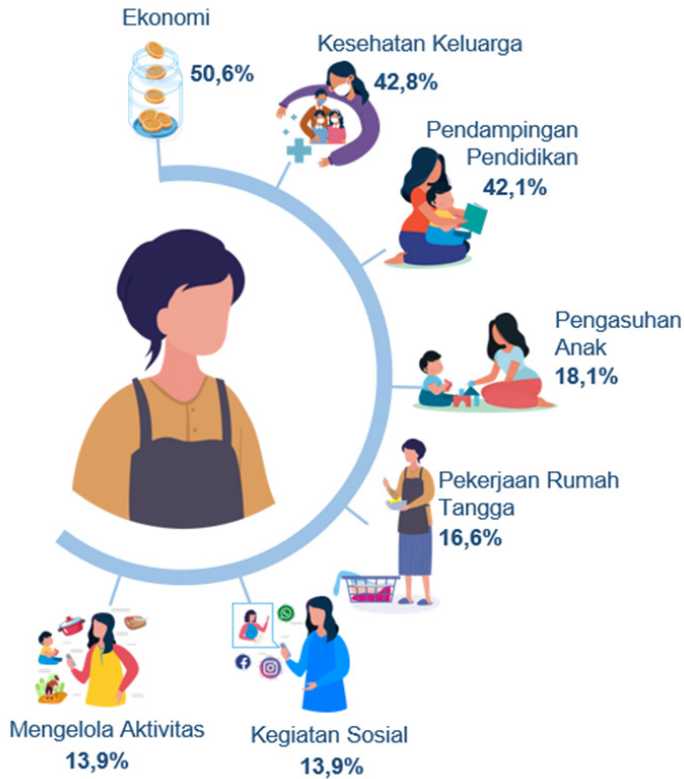 Ekonomi
50,6%
Kesehatan Keluarga
42,8%
Pendampingan
Pendidikan
42,1%
Pengasuhan
Anak
18,1%
Pekerjaan Rumah
Tangga
16,6%
Kegiatan Sosial
13,9%
Mengelola Aktivitas
13,9%